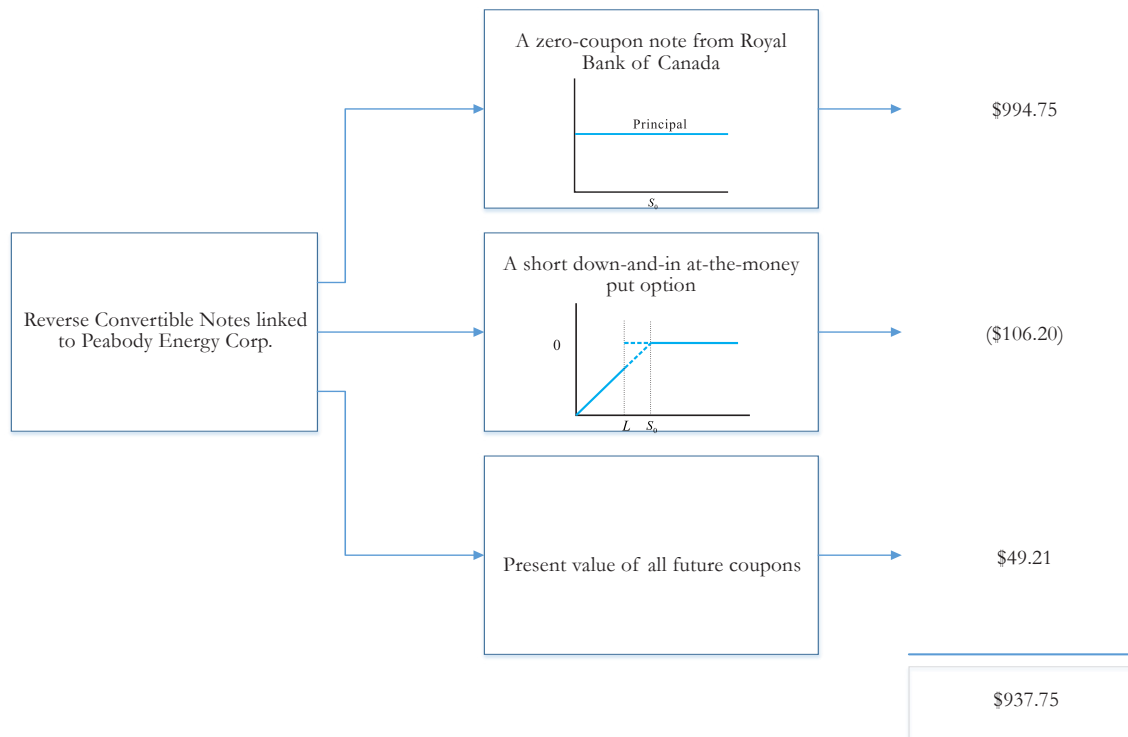 A zero-coupon note from Royal
Bank of Canada
Principal
S₀
$994.75
Reverse Convertible Notes linked
to Peabody Energy Corp.
A short down-and-in at-the-money
put option
0
L S₀
($106.20)
Present value of all future coupons
$49.21
$937.75